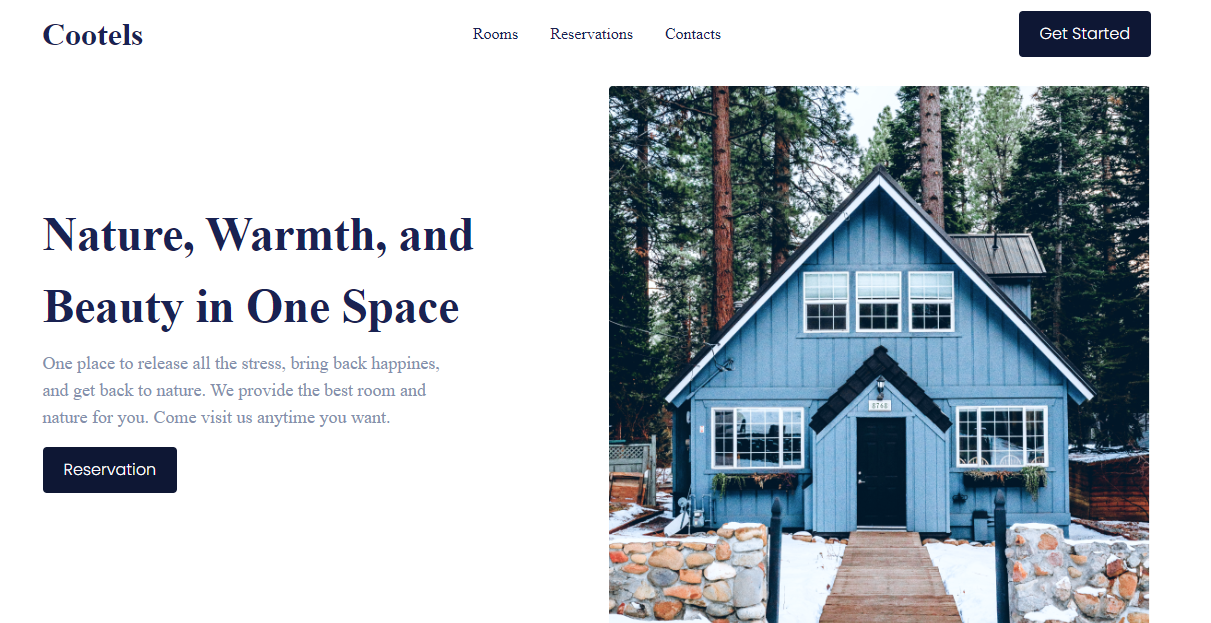 Cootels
Rooms
Reservations
Contacts
Get Started
Nature, Warmth, and
Beauty in One Space
One place to release all the stress, bring back happines,
and get back to nature. We provide the best room and
nature for you. Come visit us anytime you want.
Reservation
8748